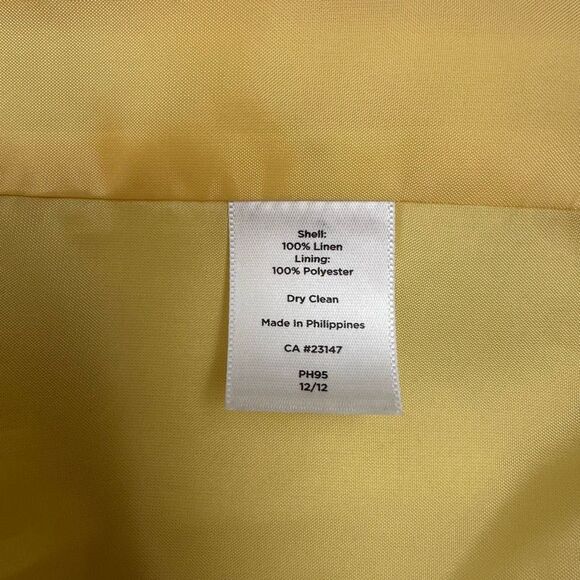 Shell:
100% Linen
Lining:
100% Polyester
Dry Clean
Made In Philippines
CA #23147
PH95
12/12